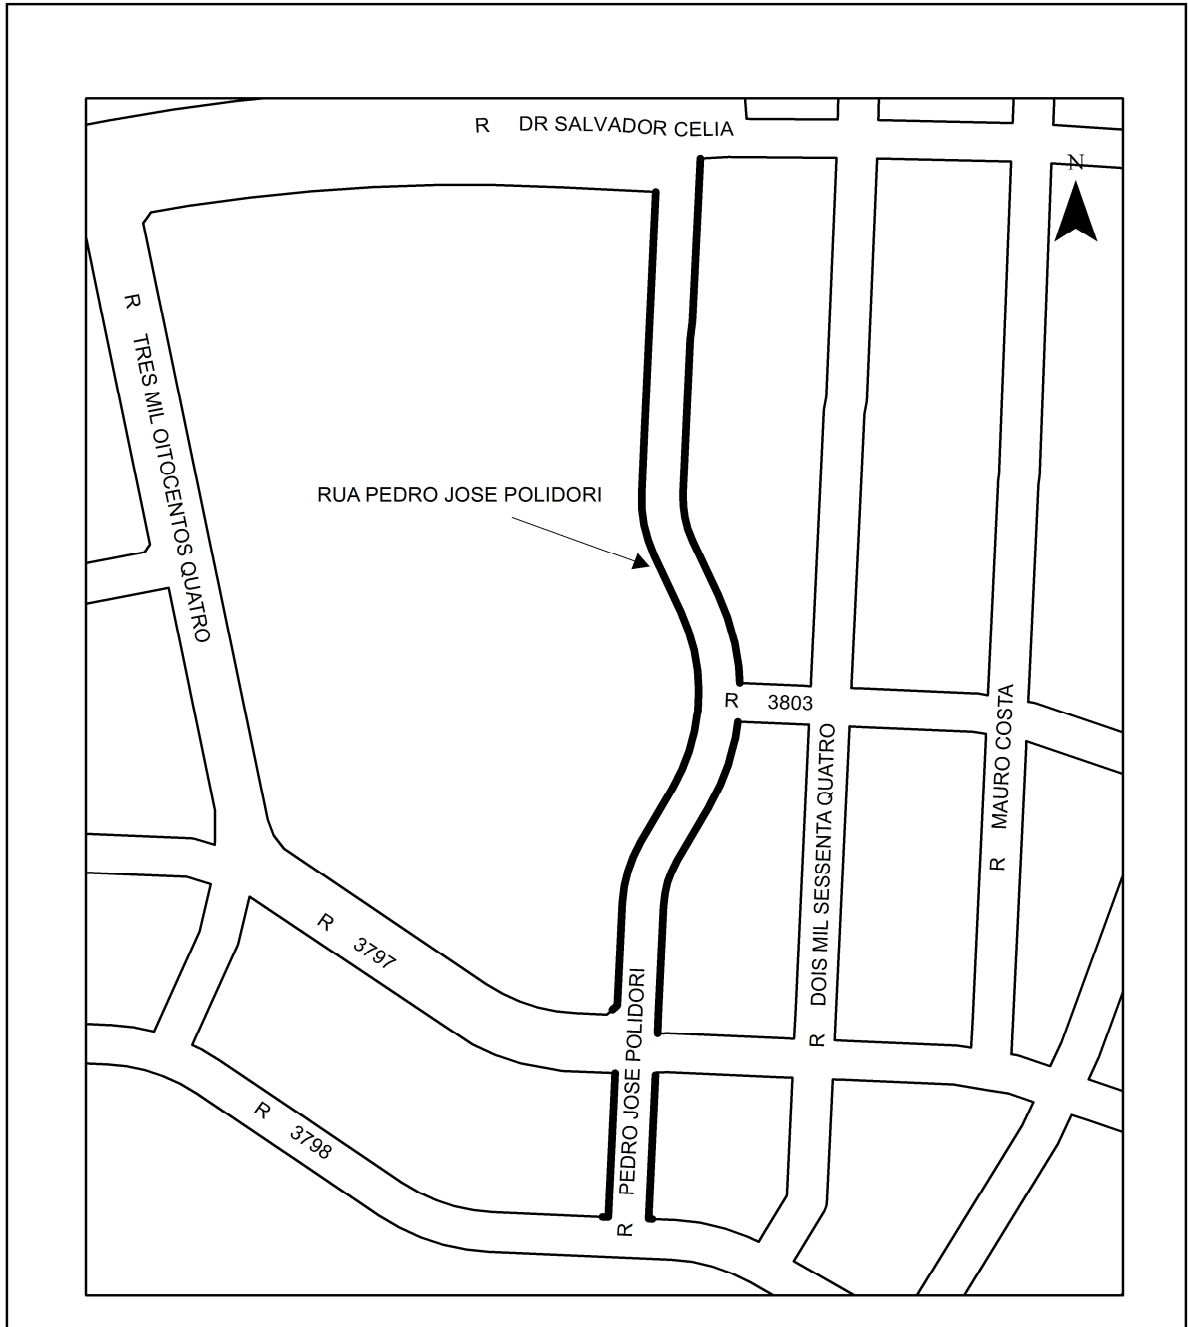 R DR SALVADOR CELIA
N
R TRES MIL OITOCENTOS QUATRO
RUA PEDRO JOSE POLIDORI
R 3803
R MAURO COSTA
R DOIS MIL SESSENTA QUATRO
R 3797
R PEDRO JOSE POLIDORI
R 3798